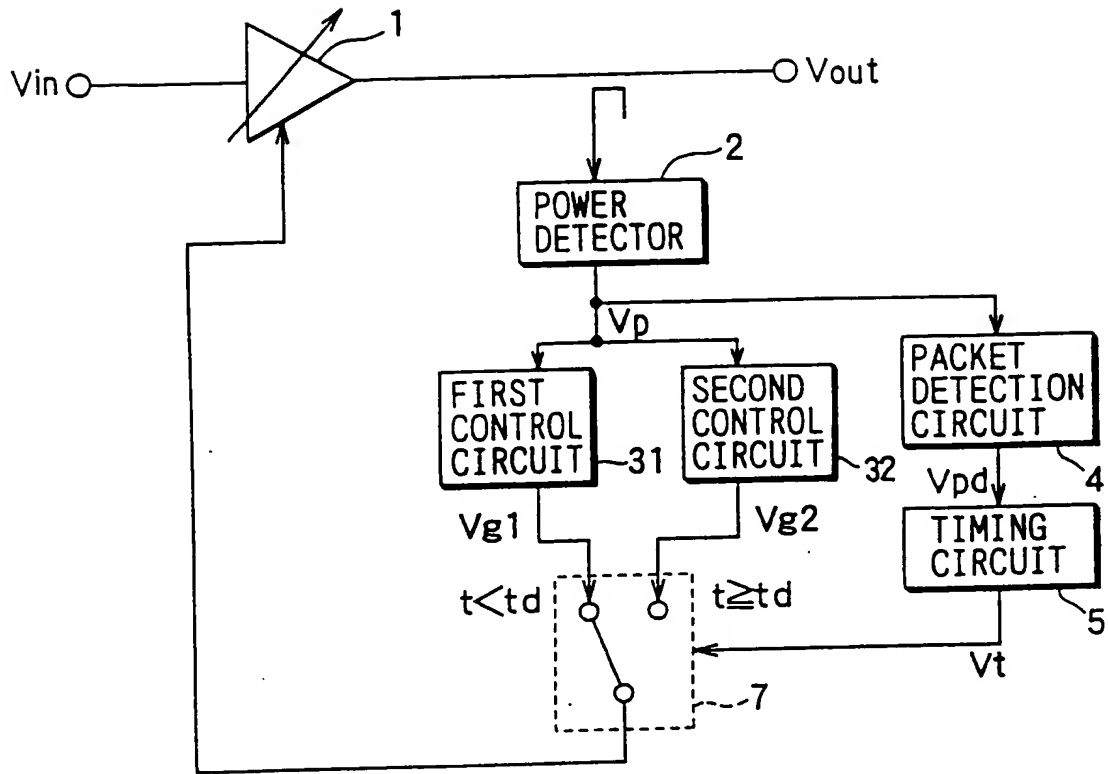 1
Vin
Vout
2
POWER
DETECTOR
Vp
FIRST
CONTROL
CIRCUIT
31
SECOND
CONTROL
CIRCUIT
32
PACKET
DETECTION
CIRCUIT
4
Vpd
Vg1
Vg2
TIMING
CIRCUIT
5
t<td
t≧td
Vt
7